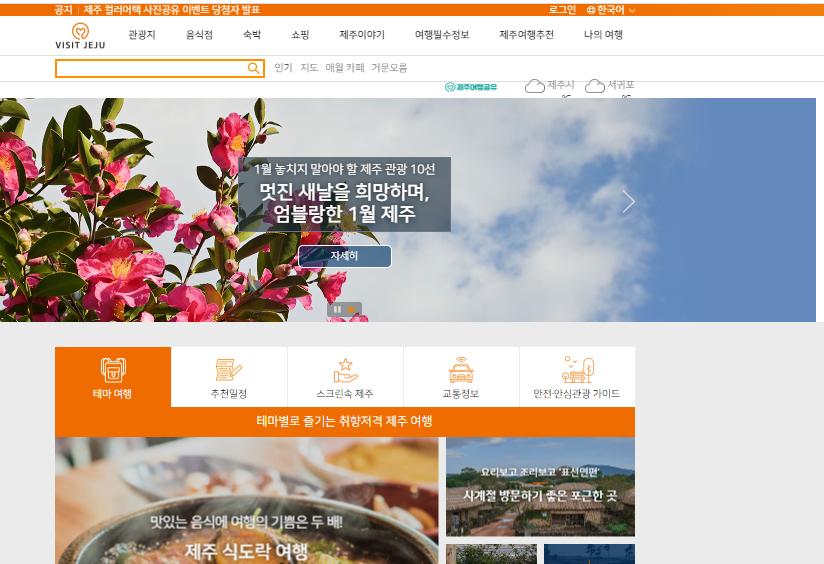 공지 제주 컬러어택 사진공유 이벤트 당첨자 발표 로그인 한국어
VISIT JEJU
관광지 음식점 숙박 쇼핑 제주이야기 여행필수정보 제주여행추천 나의 여행
인기 지도 애월 카페 거문오름
제주여행공유 제주시 서귀포
1월 놓치지 말아야 할 제주 관광 10선
멋진 새날을 희망하며,
엄블랑한 1월 제주
자세히
테마 여행 추천일정 스크린속 제주 교통정보 안전·안심관광 가이드
테마별로 즐기는 취향저격 제주 여행
요리보고 조리보고 '표선면편'
사계절 방문하기 좋은 포근한 곳
맛있는 음식에 여행의 기쁨은 두 배!
제주 식도락 여행